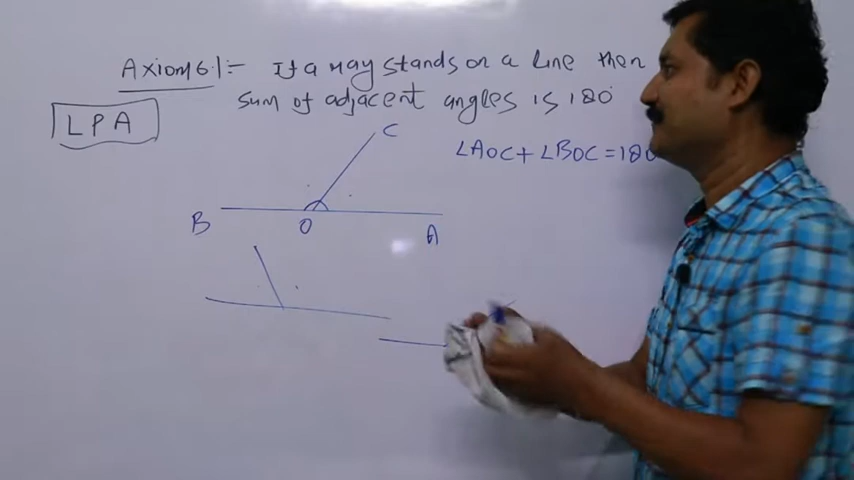 Axiom 6.1:- If a ray stands on a line then
sum of adjacent angles is 180°
LPA
∠AOC + ∠BOC = 180
C
B
O
A